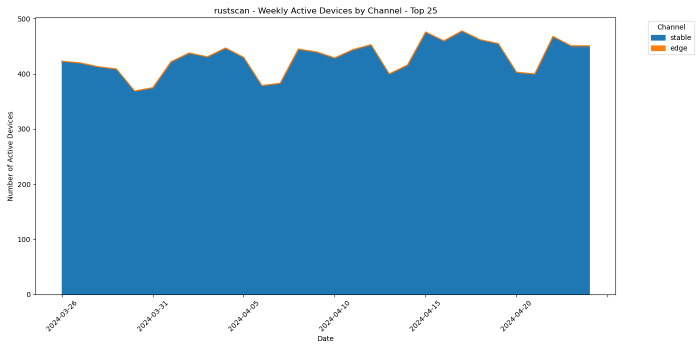 rustscan - Weekly Active Devices by Channel - Top 25
Channel
stable
edge
Number of Active Devices
500
400
300
200
100
0
2024-03-26
2024-03-31
2024-04-05
2024-04-10
2024-04-15
2024-04-20
Date